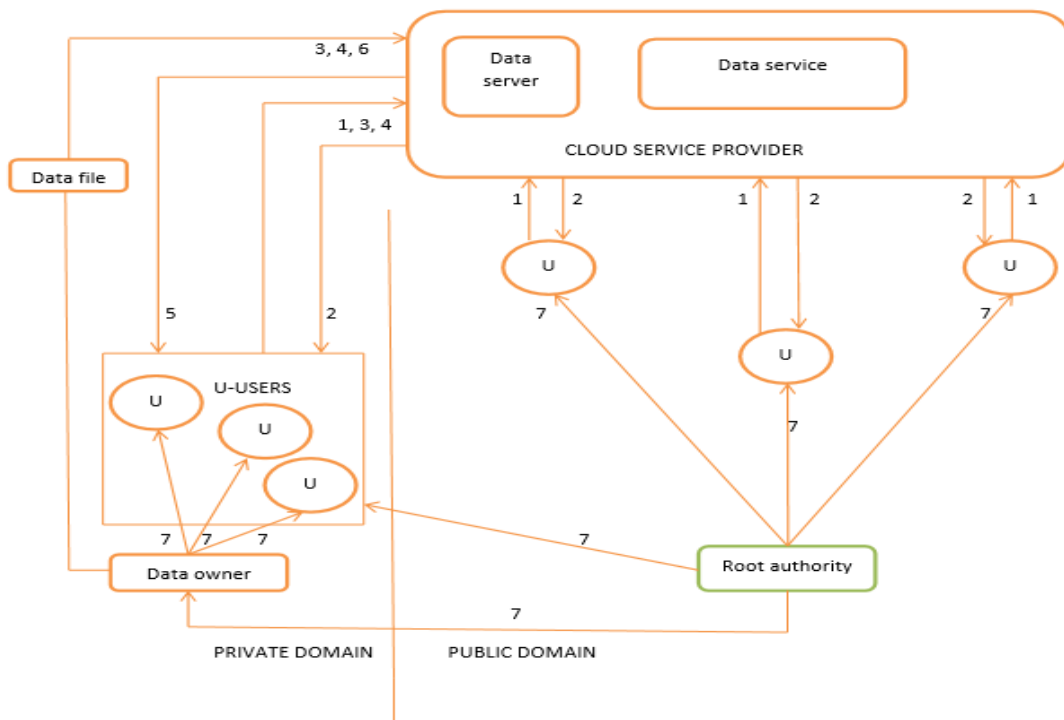 3, 4, 6
Data
server
Data service
1, 3, 4
CLOUD SERVICE PROVIDER
Data file
1
2
1
2
2
1
U
U
7
7
5
2
U
U-USERS
U
U
7
U
7
7
7
7
Data owner
Root authority
7
PRIVATE DOMAIN
PUBLIC DOMAIN